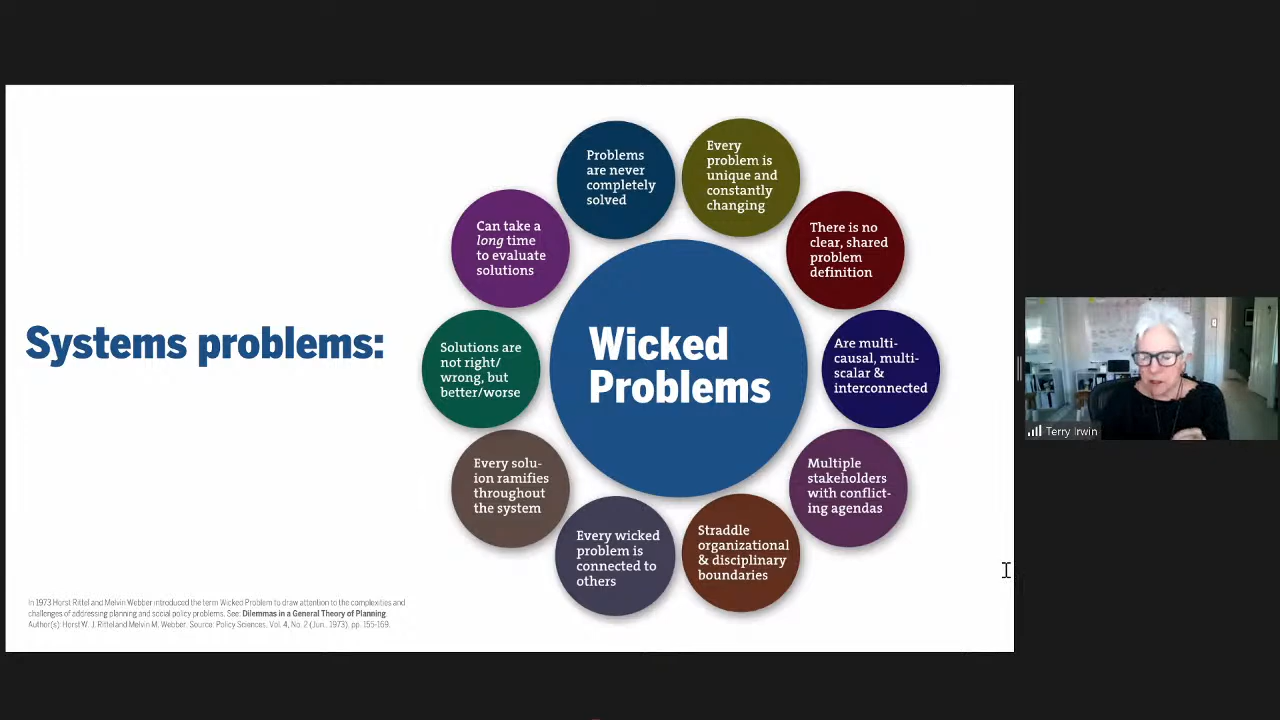 Systems problems:
Wicked
Problems
Problems
are never
completely
solved
Every
problem is
unique and
constantly
changing
There is no
clear, shared
problem
definition
Are multi-
causal, multi-
scalar &
interconnected
Multiple
stakeholders
with conflict-
ing agendas
Straddle
organizational
& disciplinary
boundaries
Every wicked
problem is
connected to
others
Every solu-
ion ramifies
throughout
the system
Solutions are
not right/
wrong, but
better/worse
Can take a
long time
to evaluate
solutions
In 1973 Horst Rittel and Melvin Webber introduced the term Wicked Problem to draw attention to the complexities and
challenges of addressing planning and social policy problems. See: Dilemmas in a General Theory of Planning
Author(s): Horst W. J. Rittel and Melvin M. Webber. Source: Policy Sciences, Vol. 4, No. 2 (Jun., 1973), pp. 155-169.
Terry Irwin